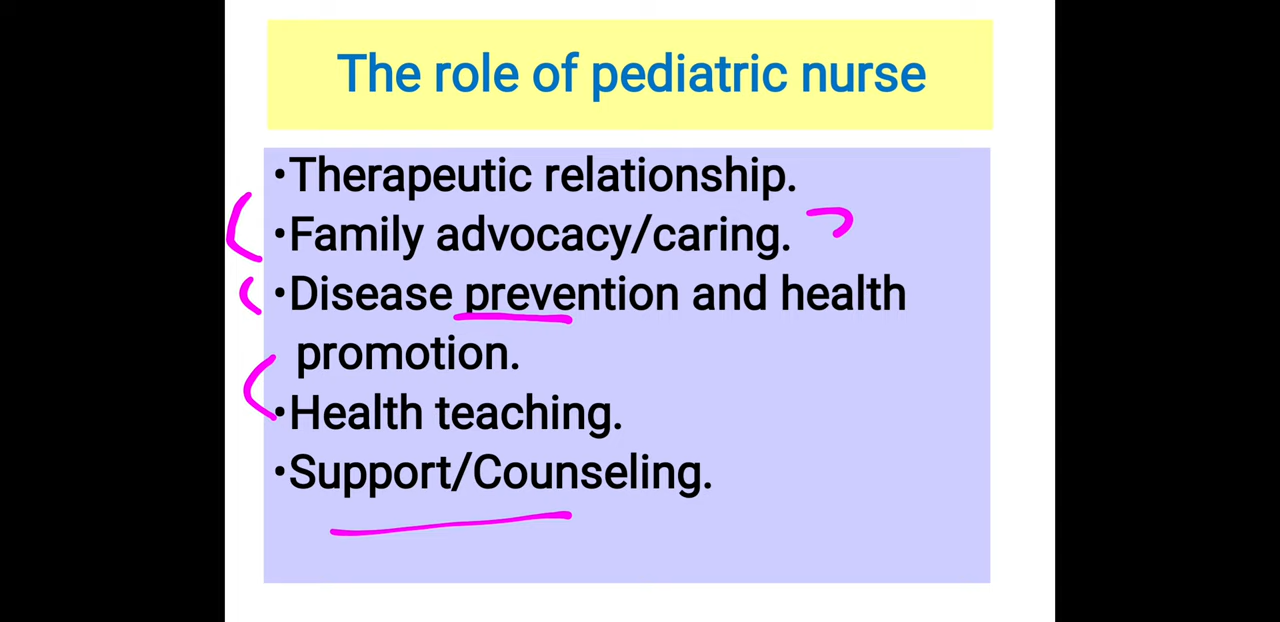 The role of pediatric nurse
•Therapeutic relationship.
•Family advocacy/caring.
•Disease prevention and health
promotion.
•Health teaching.
•Support/Counseling.